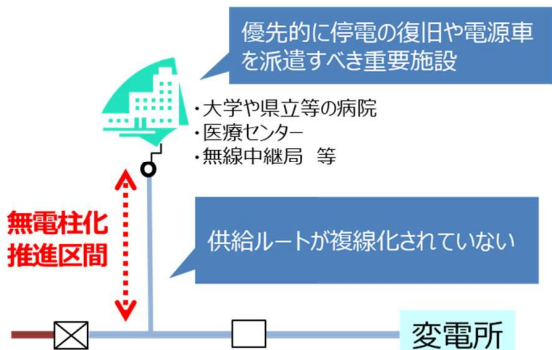 優先的に停電の復旧や電源車
を派遣すべき重要施設
・大学や県立等の病院
・医療センター
・無線中継局 等
無電柱化
推進区間
供給ルートが複線化されていない
変電所